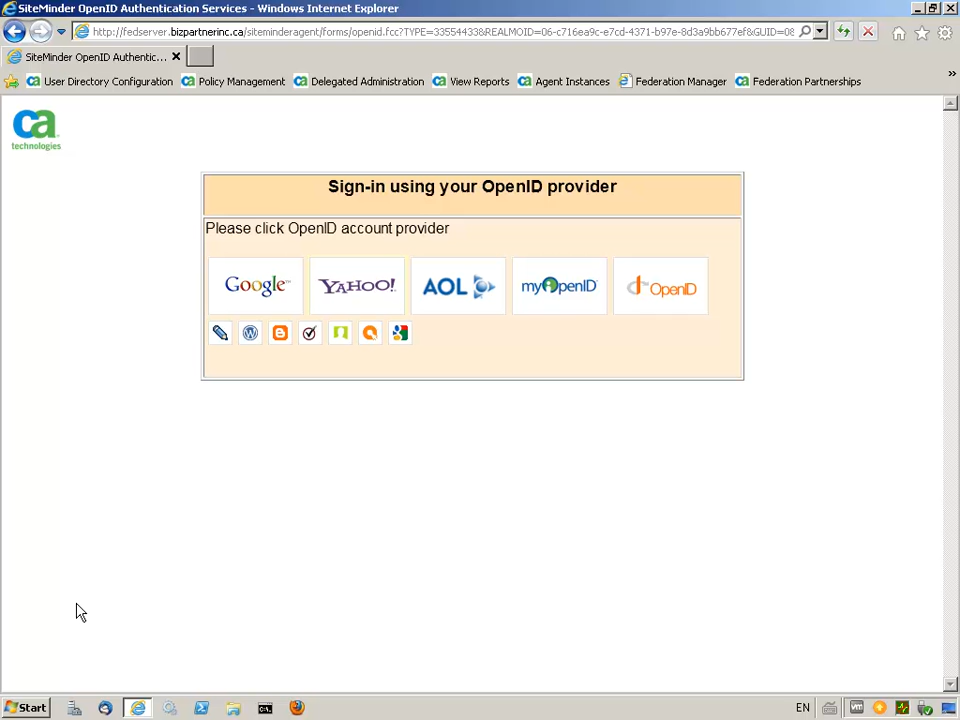 SiteMinder OpenID Authentication Services - Windows Internet Explorer
http://fedserver.bizpartnerinc.ca/siteminderagent/forms/openid.fcc?TYPE=33554433&REALMOID=06-c716ea9c-e7cd-4371-b97e-8d3a9bb677ef&GUID=0&
SiteMinder OpenID Authentic...
User Directory Configuration
Policy Management
Delegated Administration
View Reports
Agent Instances
Federation Manager
Federation Partnerships
ca
technologies
Sign-in using your OpenID provider
Please click OpenID account provider
Google™
YAHOO!
AOL
myOpenID
OpenID
Start
EN